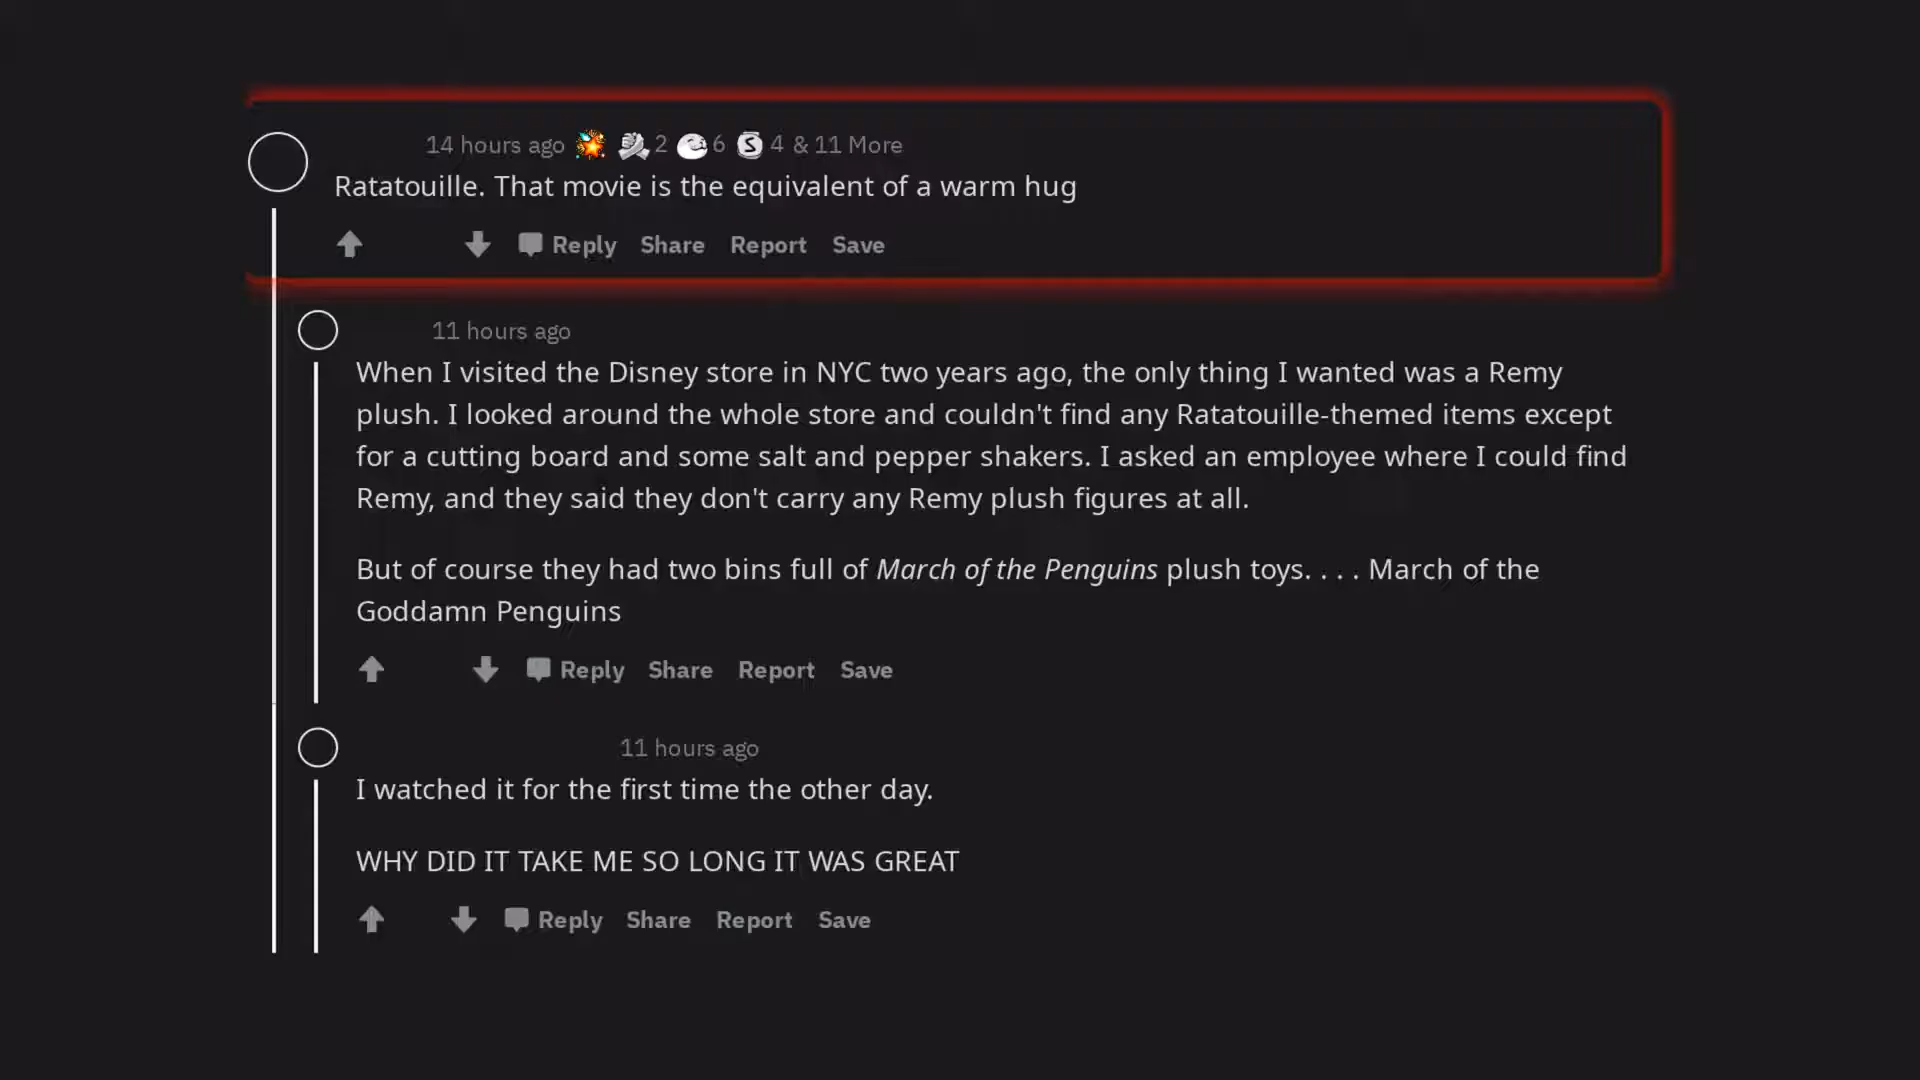 14 hours ago 2 6 S 4 & 11 More
Ratatouille. That movie is the equivalent of a warm hug
Reply Share Report Save
11 hours ago
When I visited the Disney store in NYC two years ago, the only thing I wanted was a Remy
plush. I looked around the whole store and couldn't find any Ratatouille-themed items except
for a cutting board and some salt and pepper shakers. I asked an employee where I could find
Remy, and they said they don't carry any Remy plush figures at all.
But of course they had two bins full of March of the Penguins plush toys. . . . March of the
Goddamn Penguins
Reply Share Report Save
11 hours ago
I watched it for the first time the other day.
WHY DID IT TAKE ME SO LONG IT WAS GREAT
Reply Share Report Save